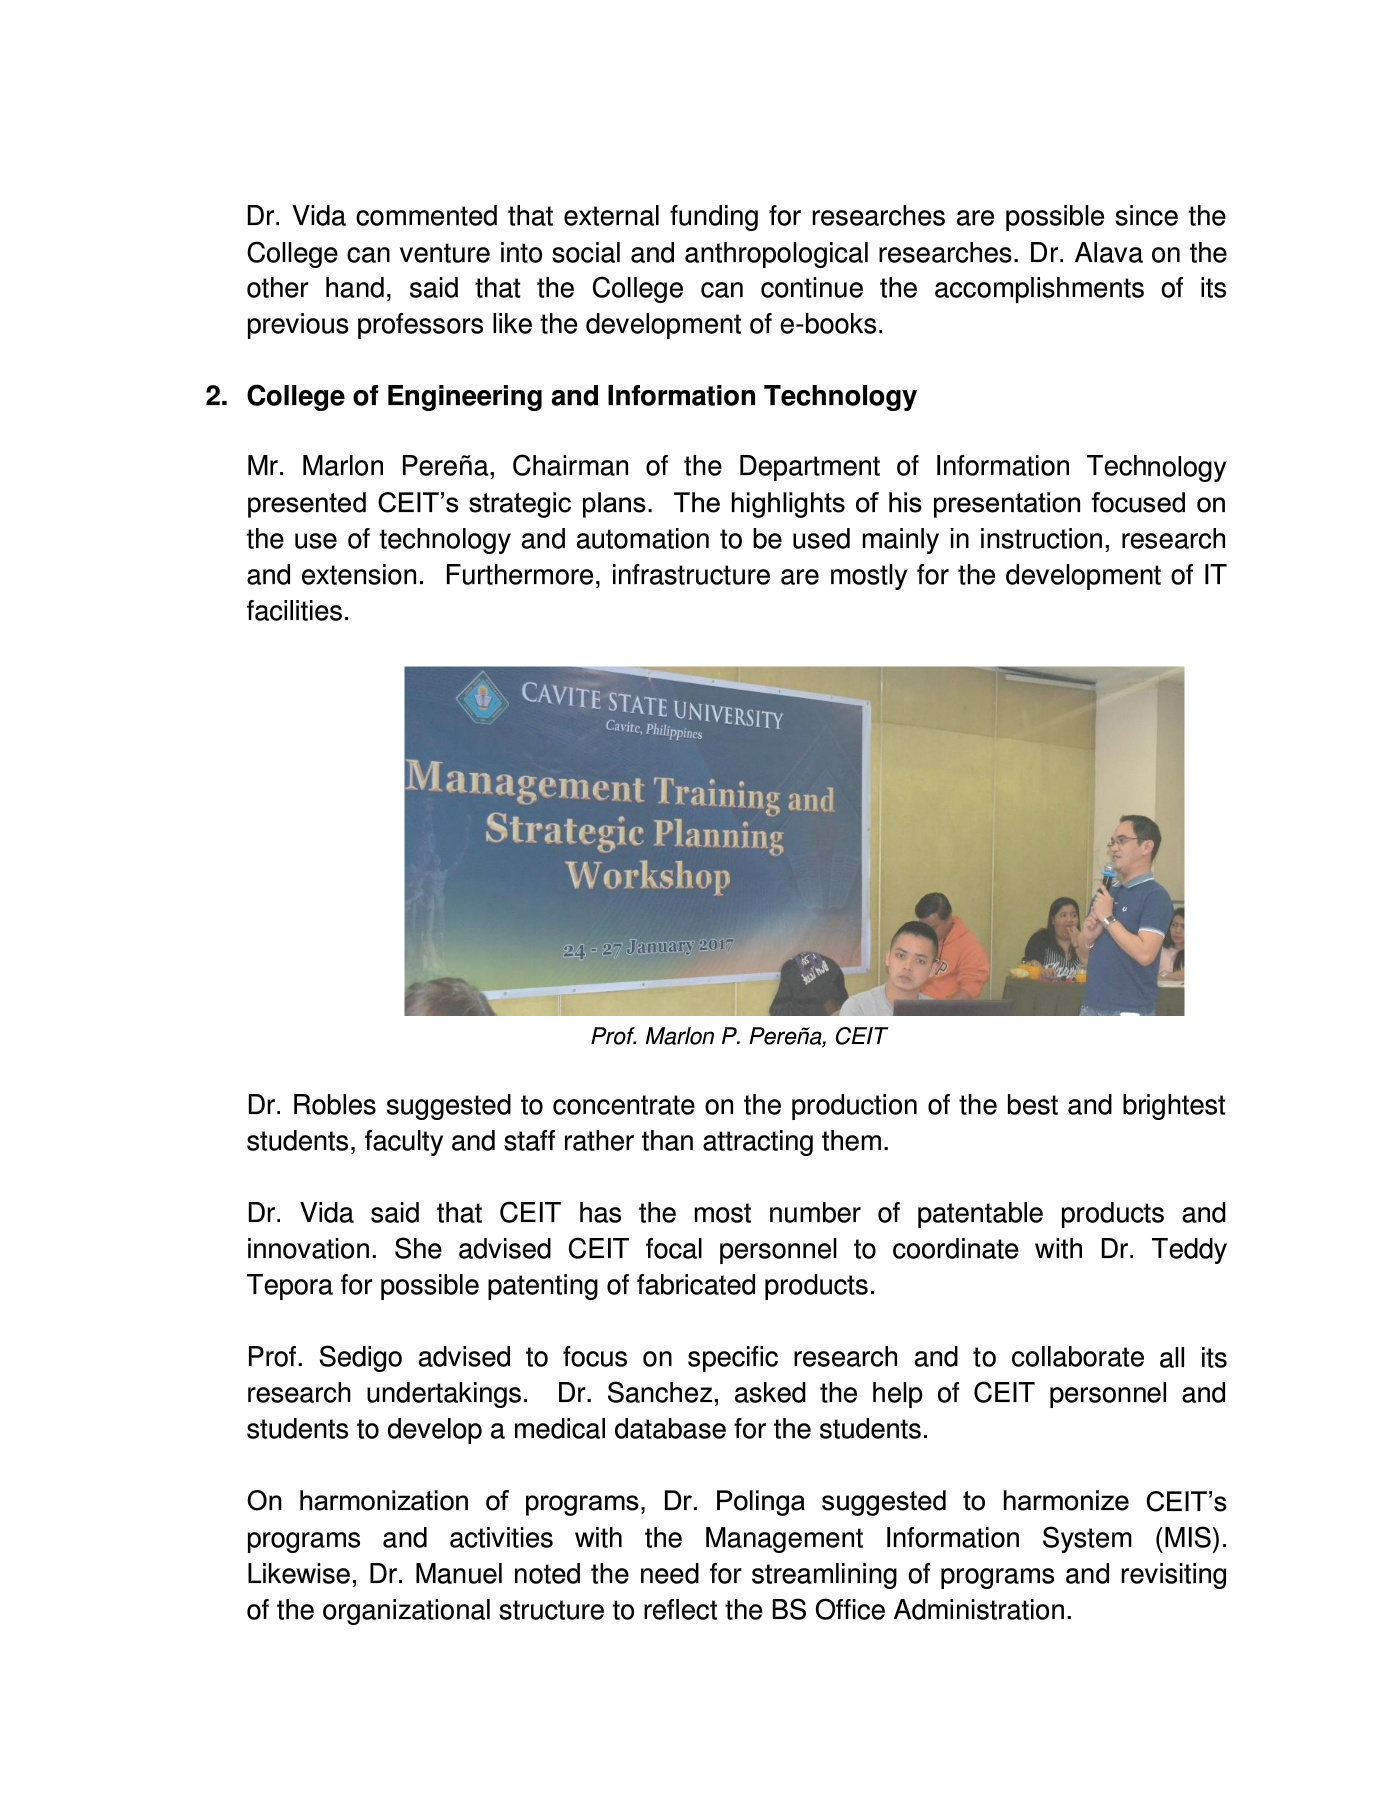 Dr. Vida commented that external funding for researches are possible since the
College can venture into social and anthropological researches. Dr. Alava on the
other hand, said that the College can continue the accomplishments of its
previous professors like the development of e-books.
2. College of Engineering and Information Technology
Mr. Marlon Pereña, Chairman of the Department of Information Technology
presented CEIT’s strategic plans. The highlights of his presentation focused on
the use of technology and automation to be used mainly in instruction, research
and extension. Furthermore, infrastructure are mostly for the development of IT
facilities.
CAVITE STATE UNIVERSITY
Cavite, Philippines
Management Training and
Strategic Planning
Workshop
24 - 27 January 2017
Prof. Marlon P. Pereña, CEIT
Dr. Robles suggested to concentrate on the production of the best and brightest
students, faculty and staff rather than attracting them.
Dr. Vida said that CEIT has the most number of patentable products and
innovation. She advised CEIT focal personnel to coordinate with Dr. Teddy
Tepora for possible patenting of fabricated products.
Prof. Sedigo advised to focus on specific research and to collaborate all its
research undertakings. Dr. Sanchez, asked the help of CEIT personnel and
students to develop a medical database for the students.
On harmonization of programs, Dr. Polinga suggested to harmonize CEIT’s
programs and activities with the Management Information System (MIS).
Likewise, Dr. Manuel noted the need for streamlining of programs and revisiting
of the organizational structure to reflect the BS Office Administration.